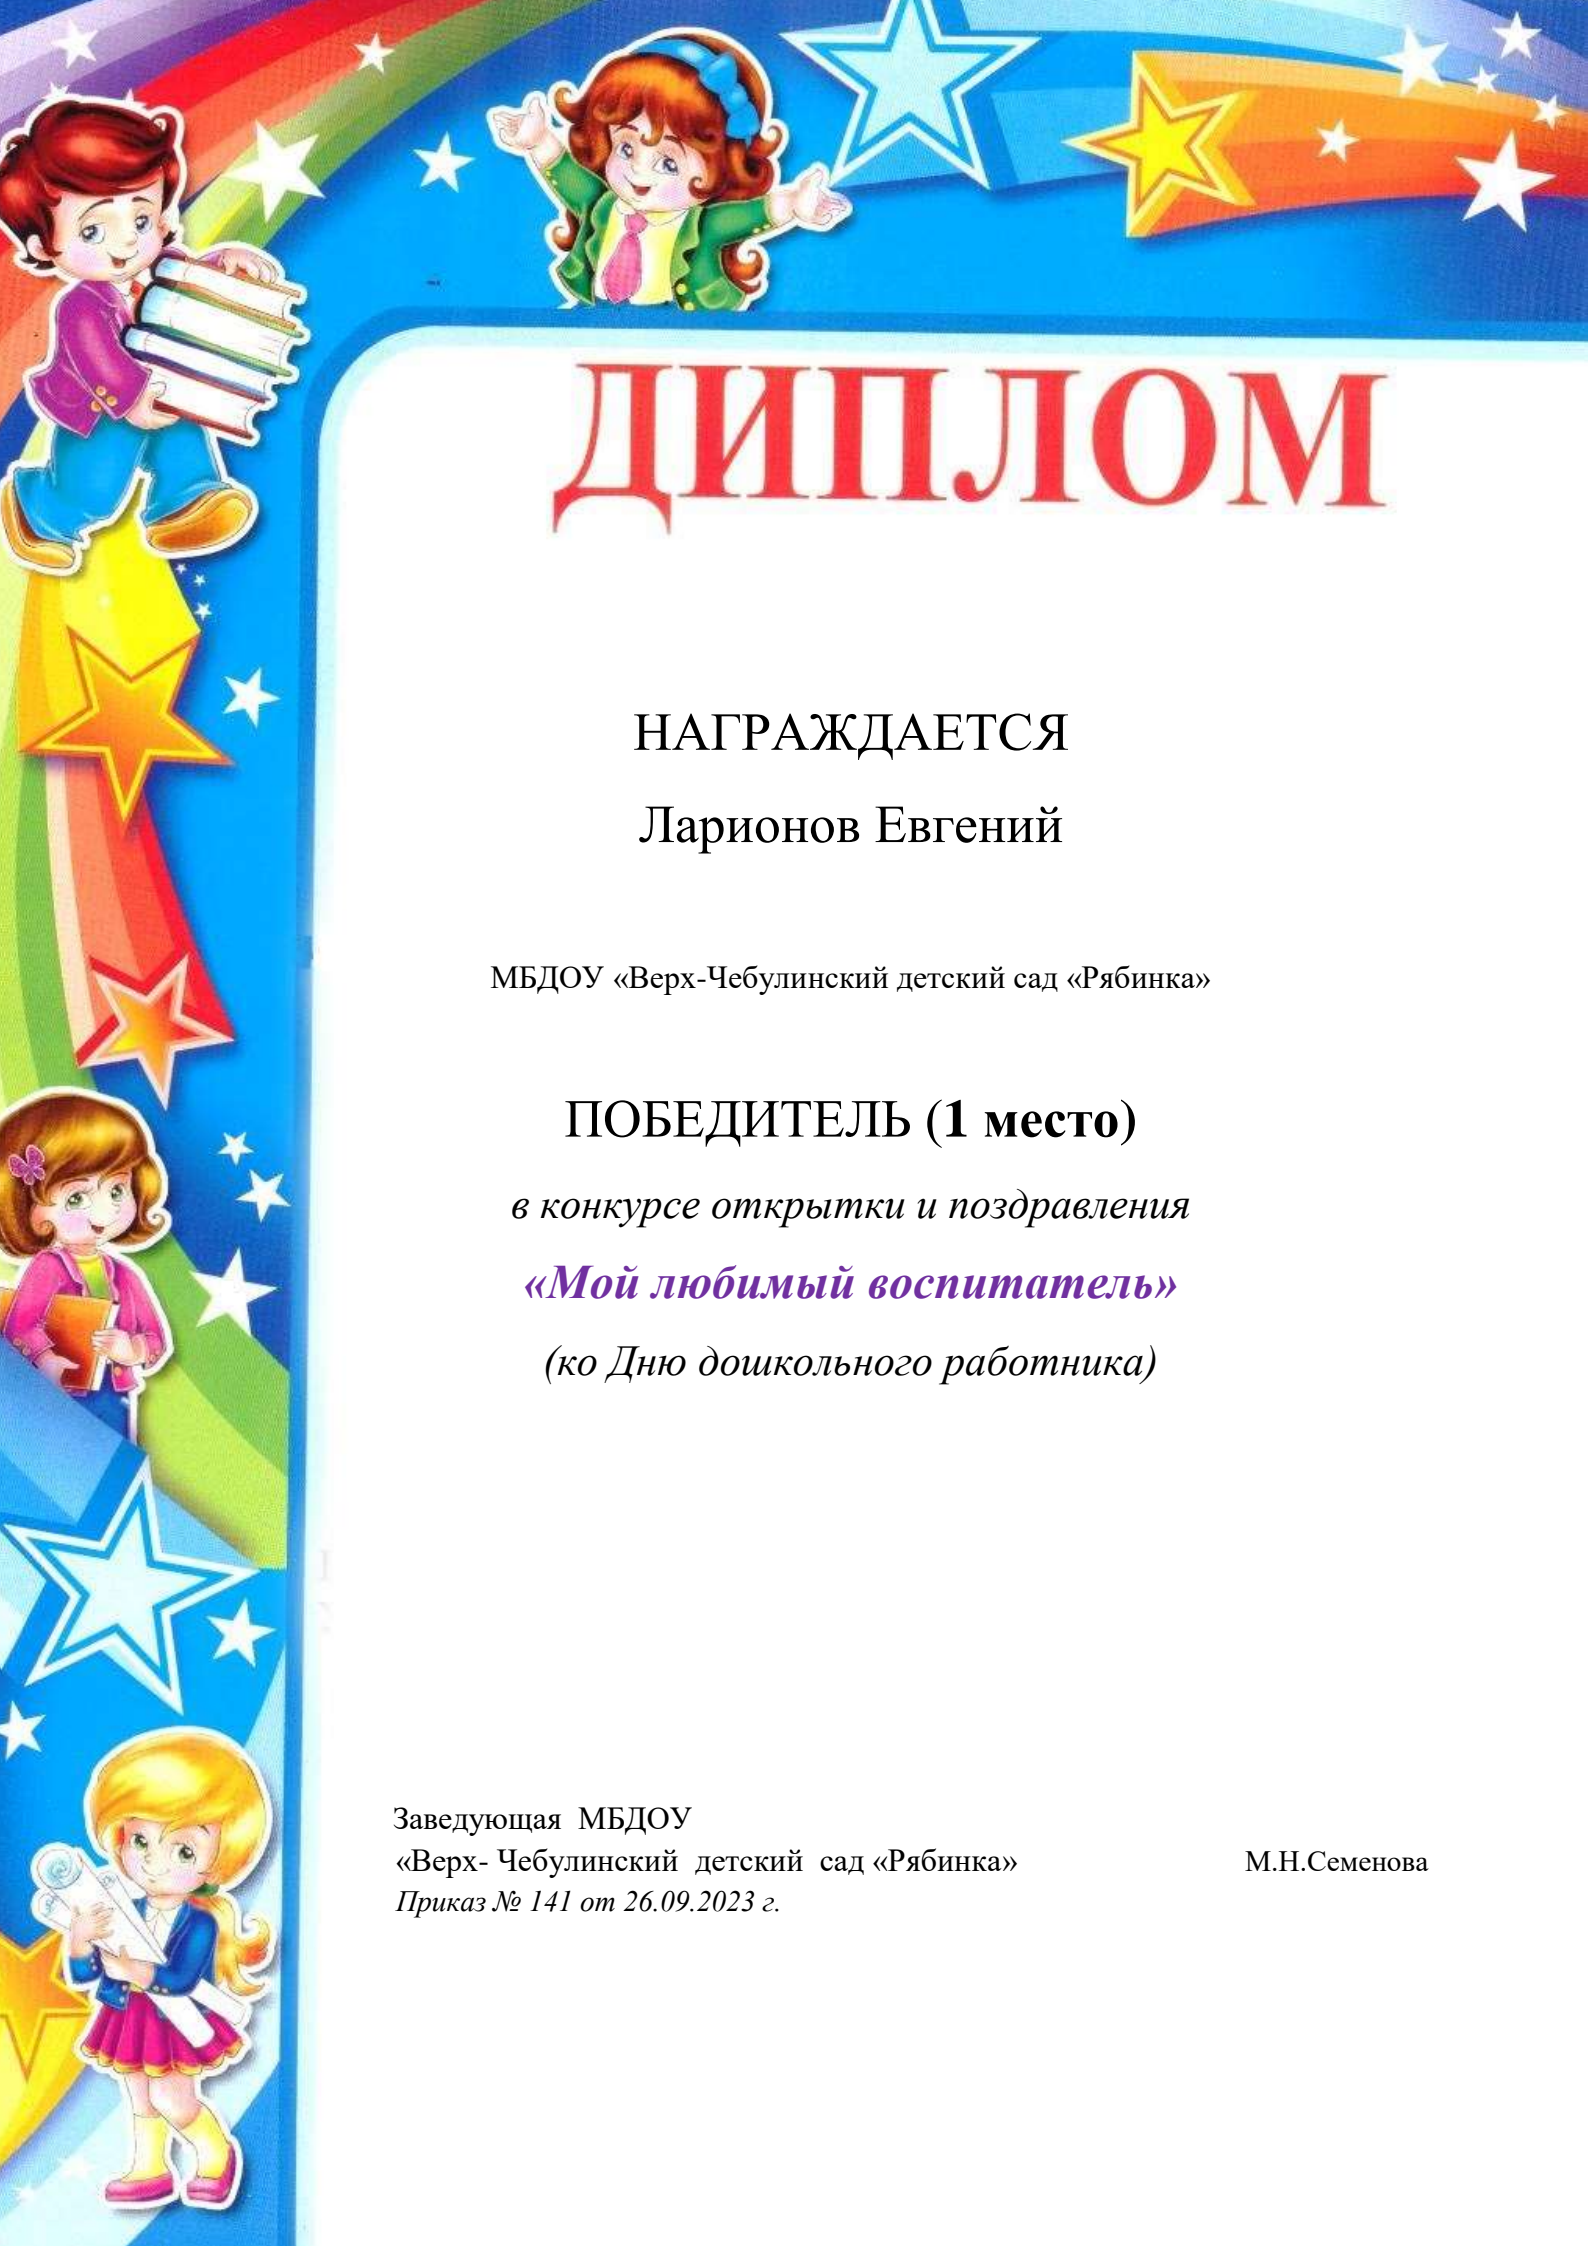 ДИПЛОМ
НАГРАЖДАЕТСЯ
Ларионов Евгений
МБДОУ «Верх-Чебулинский детский сад «Рябинка»
ПОБЕДИТЕЛЬ (1 место)
в конкурсе открытки и поздравления
«Мой любимый воспитатель»
(ко Дню дошкольного работника)
Заведующая МБДОУ
«Верх- Чебулинский детский сад «Рябинка» М.Н.Семенова
Приказ № 141 от 26.09.2023 г.